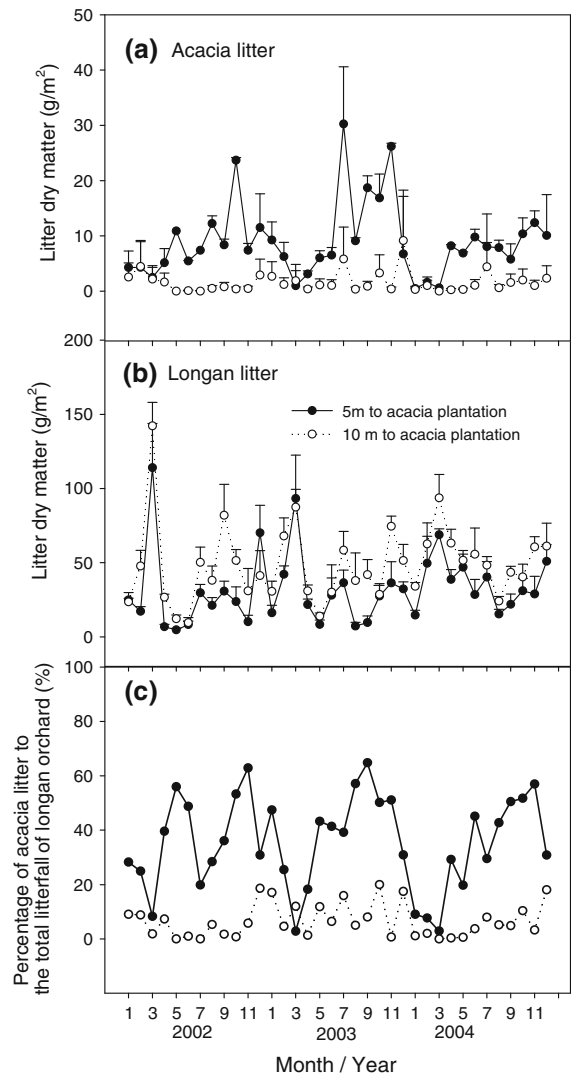 50
(a) Acacia litter
40
30
20
10
0
Litter dry matter (g/m²)
200
(b) Longan litter
5m to acacia plantation
10 m to acacia plantation
150
100
50
0
Litter dry matter (g/m²)
100
(c)
80
60
40
20
0
Percentage of acacia litter to
the total litterfall of longan orchard (%)
1 3 5 7 9 11 1 3 5 7 9 11 1 3 5 7 9 11
2002 2003 2004
Month / Year